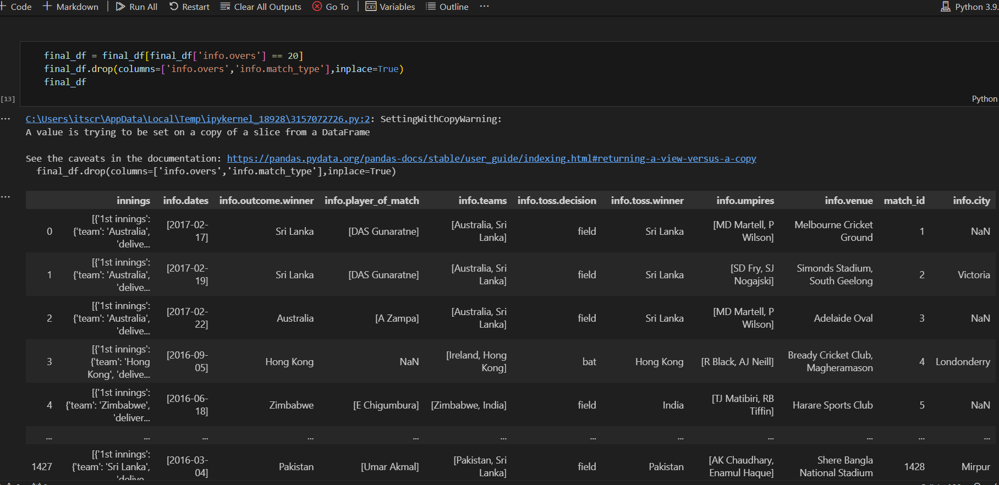 + Code + Markdown | Run All Restart Clear All Outputs Go To | Variables Outline ...
Python 3.9.
final_df = final_df[final_df['info.overs'] == 20]
final_df.drop(columns=['info.overs','info.match_type'],inplace=True)
final_df
[13]
Python
... C:\Users\itscr\AppData\Local\Temp\ipykernel_18928\3157072726.py:2: SettingWithCopyWarning:
A value is trying to be set on a copy of a slice from a DataFrame
See the caveats in the documentation: https://pandas.pydata.org/pandas-docs/stable/user_guide/indexing.html#returning-a-view-versus-a-copy
final_df.drop(columns=['info.overs','info.match_type'],inplace=True)
...
innings info.dates info.outcome.winner info.player_of_match info.teams info.toss.decision info.toss.winner info.umpires info.venue match_id info.city
[{'1st innings':
{'team': 'Australia',
'delive...
[2017-02-
17]
0 Sri Lanka [DAS Gunaratne]
[Australia, Sri
Lanka]
field Sri Lanka
[MD Martell, P
Wilson]
Melbourne Cricket
Ground
1 NaN
[{'1st innings':
{'team': 'Australia',
'delive...
[2017-02-
19]
1 Sri Lanka [DAS Gunaratne]
[Australia, Sri
Lanka]
field Sri Lanka
[SD Fry, SJ
Nogajski]
Simonds Stadium,
South Geelong
2 Victoria
[{'1st innings':
{'team': 'Australia',
'delive...
[2017-02-
22]
2 Australia [A Zampa]
[Australia, Sri
Lanka]
field Sri Lanka
[MD Martell, P
Wilson]
Adelaide Oval 3 NaN
[{'1st innings':
{'team': 'Hong
Kong', 'delive...
[2016-09-
05]
3 Hong Kong NaN
[Ireland, Hong
Kong]
bat Hong Kong [R Black, AJ Neill]
Bready Cricket Club,
Magheramason
4 Londonderry
[{'1st innings':
{'team': 'Zimbabwe',
'deliver...
[2016-06-
18]
4 Zimbabwe [E Chigumbura] [Zimbabwe, India] field India
[TJ Matibiri, RB
Tiffin]
Harare Sports Club 5 NaN
... ... ... ... ... ... ... ... ... ... ... ...
[{'1st innings':
{'team': 'Sri Lanka',
'delive...
[2016-03-
04]
1427 Pakistan [Umar Akmal]
[Pakistan, Sri
Lanka]
field Pakistan
[AK Chaudhary,
Enamul Haque]
Shere Bangla
National Stadium
1428 Mirpur